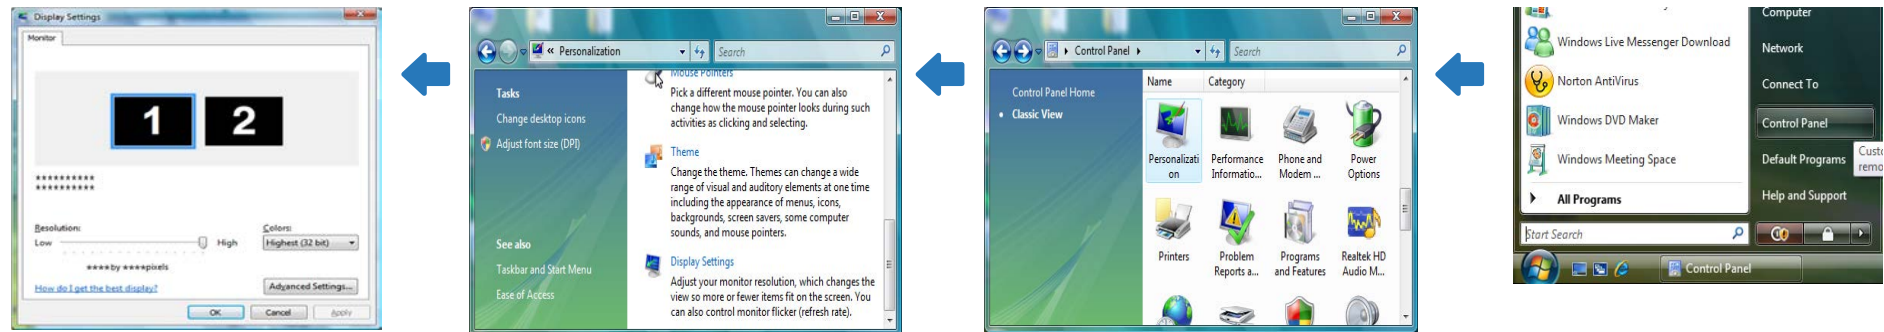 Display Settings
Monitor
1
2
**********
**********
Resolution:
Low
High
Colors:
Highest (32 bit)
****by ****pixels
How do I get the best display?
Advanced Settings...
OK
Cancel
Apply
« Personalization
Search
Tasks
Change desktop icons
Adjust font size (DPI)
See also
Taskbar and Start Menu
Ease of Access
Mouse Pointers
Pick a different mouse pointer. You can also
change how the mouse pointer looks during such
activities as clicking and selecting.
Theme
Change the theme. Themes can change a wide
range of visual and auditory elements at one time
including the appearance of menus, icons,
backgrounds, screen savers, some computer
sounds, and mouse pointers.
Display Settings
Adjust your monitor resolution, which changes the
view so more or fewer items fit on the screen. You
can also control monitor flicker (refresh rate).
Control Panel
Search
Control Panel Home
Classic View
Name
Category
Personalizati
on
Performance
Informatio...
Phone and
Modem ...
Power
Options
Printers
Problem
Reports a...
Programs
and Features
Realtek HD
Audio M...
Windows Live Messenger Download
Norton AntiVirus
Windows DVD Maker
Windows Meeting Space
All Programs
Start Search
Computer
Network
Connect To
Control Panel
Default Programs
Help and Support
Control Panel